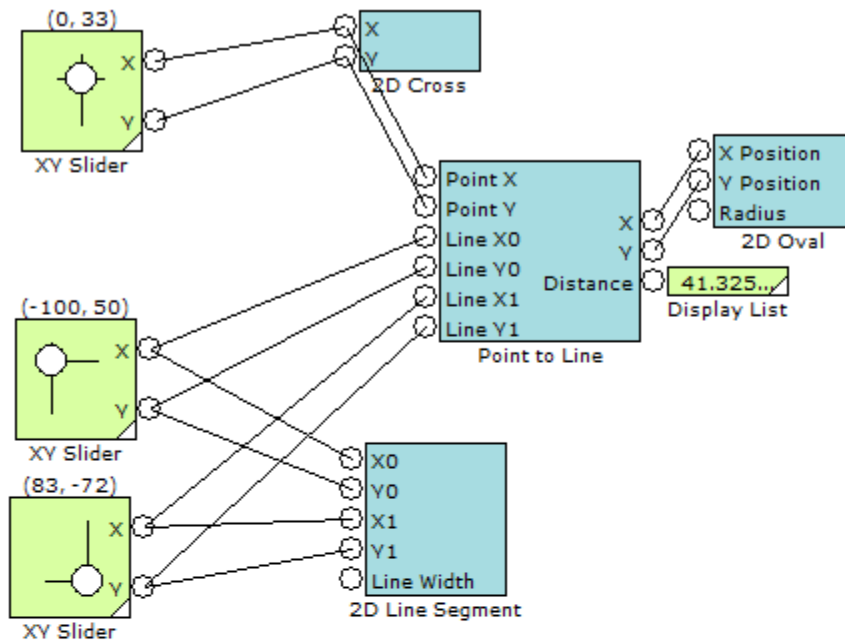 (0, 33)
X
Y
XY Slider
X
Y
2D Cross
Point X
Point Y
Line X0
Line Y0
Line X1
Line Y1
X
Y
Distance
Point to Line
X Position
Y Position
Radius
2D Oval
41.325...
Display List
(-100, 50)
X
Y
XY Slider
(83, -72)
X
Y
XY Slider
X0
Y0
X1
Y1
Line Width
2D Line Segment